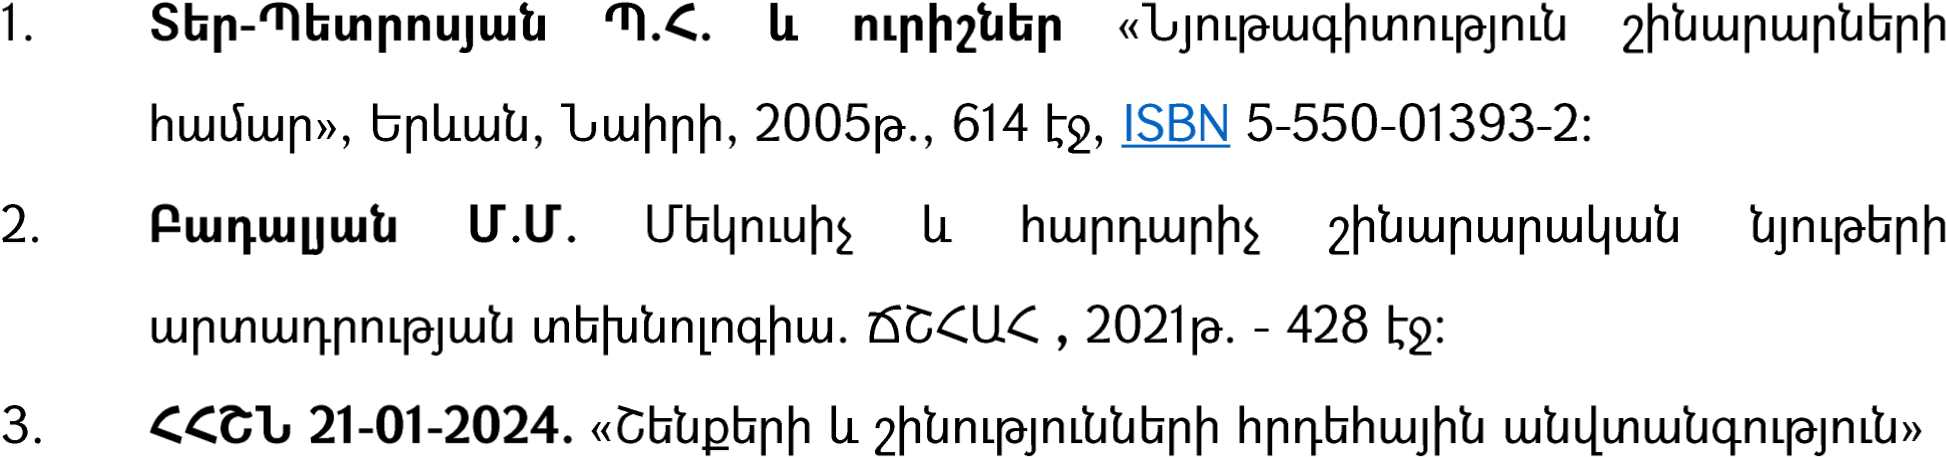 1. Տեր-Պետրոսյան Պ.Հ. և ուրիշներ «Նյութագիտություն շինարարների
համար», Երևան, Նաիրի, 2005թ., 614 էջ, ISBN 5-550-01393-2:
2. Բադալյան Մ.Մ. Մեկուսիչ և հարդարիչ շինարարական նյութերի
արտադրության տեխնոլոգիա. ՃՇՀԱՀ , 2021թ. - 428 էջ:
3. ՀՀՇՆ 21-01-2024. «Շենքերի և շինությունների հրդեհային անվտանգություն»